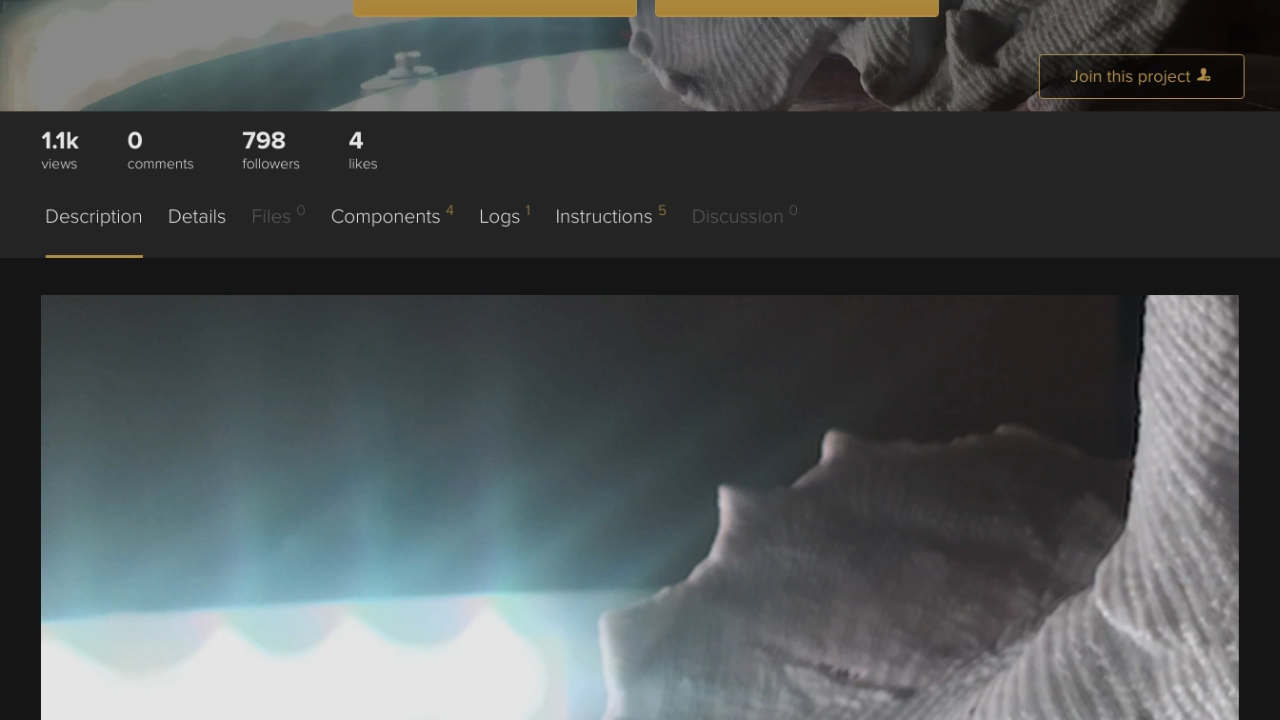 Join this project
1.1k 0 798 4
views comments followers likes
Description Details Files 0 Components 4 Logs 1 Instructions 5 Discussion 0